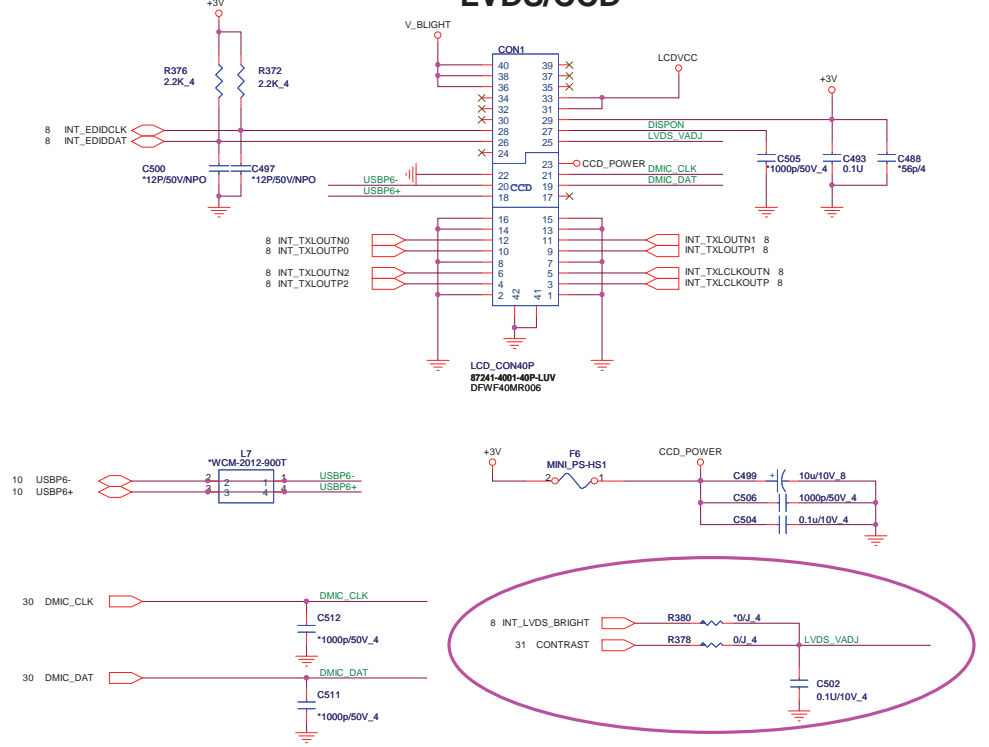 LVDS/CCD
+3V
V_BLIGHT
CON1
LCDVCC
R376
2.2K_4
R372
2.2K_4
+3V
40
38
36
34
32
30
28
26
24
22
20
18
16
14
12
10
8
6
4
2
39
37
35
33
31
29
27
25
23
21
19
17
15
13
11
9
7
5
3
1
42
41
CCD
8 INT_EDIDCLK
8 INT_EDIDDAT
DISPON
LVDS_VADJ
C500
*12P/50V/NPO
C497
*12P/50V/NPO
USBP6-
USBP6+
CCD_POWER
DMIC_CLK
DMIC_DAT
C505
*1000p/50V_4
C493
0.1U
C488
*56p/4
8 INT_TXLOUTN0
8 INT_TXLOUTP0
8 INT_TXLOUTN2
8 INT_TXLOUTP2
INT_TXLOUTN1 8
INT_TXLOUTP1 8
INT_TXLCLKOUTN 8
INT_TXLCLKOUTP 8
LCD_CON40P
87241-4001-40P-LUV
DFWF40MR006
L7
*WCM-2012-900T
10 USBP6-
10 USBP6+
2 2 1 1
3 3 4 4
USBP6-
USBP6+
+3V
F6
MINI_PS-HS1
2 1
CCD_POWER
C499 + 10u/10V_8
C506 1000p/50V_4
C504 0.1u/10V_4
30 DMIC_CLK
DMIC_CLK
C512
*1000p/50V_4
30 DMIC_DAT
DMIC_DAT
C511
*1000p/50V_4
8 INT_LVDS_BRIGHT R380 *0/J_4
31 CONTRAST R378 0/J_4
LVDS_VADJ
C502
0.1U/10V_4